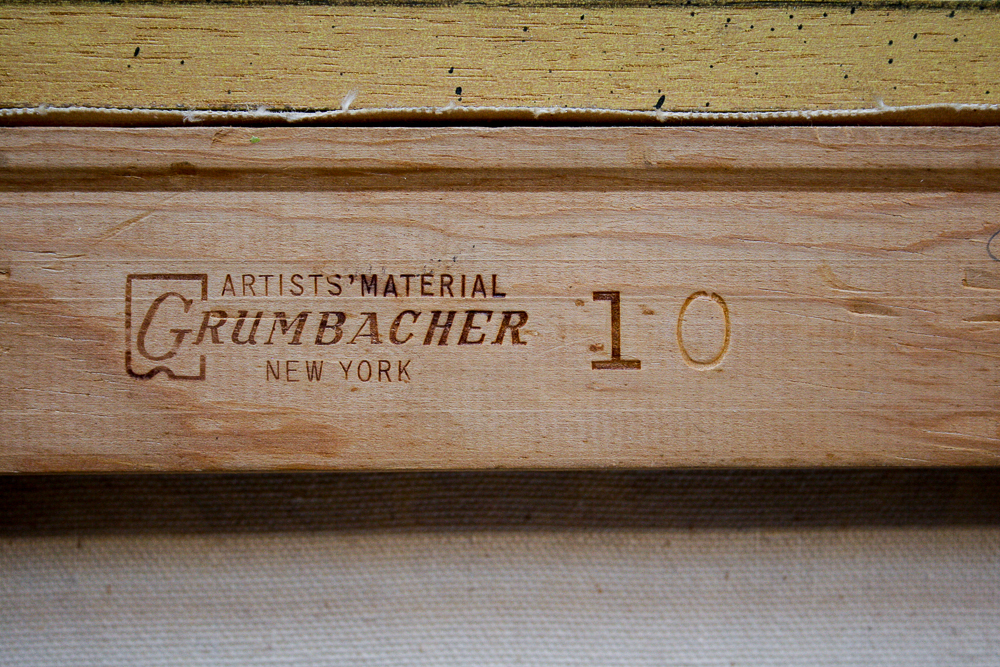 ARTISTS' MATERIAL
GRUMBACHER 10
NEW YORK